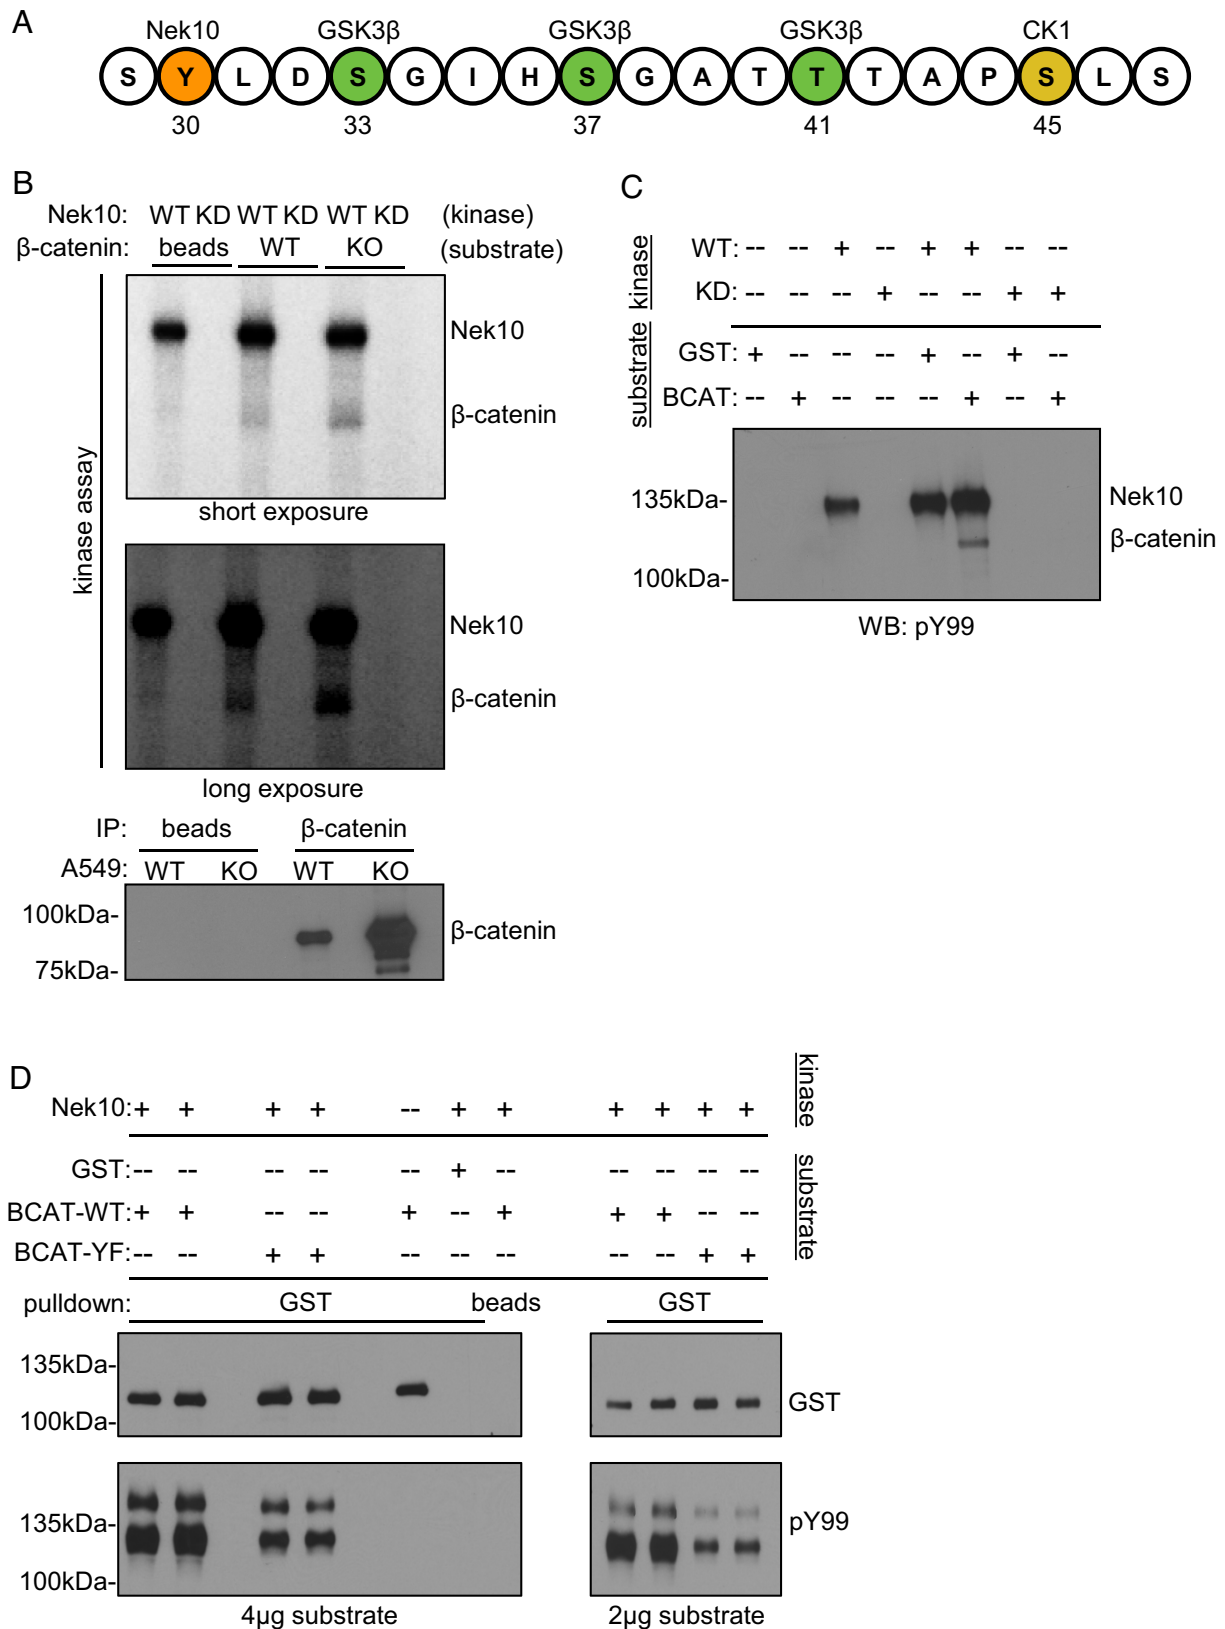 A
Nek10 GSK3β GSK3β GSK3β CK1
S Y L D S G I H S G A T T T A P S L S
30 33 37 41 45
B
Nek10: WT KD WT KD WT KD (kinase)
β-catenin: beads WT KO (substrate)
kinase assay
Nek10
β-catenin
short exposure
Nek10
β-catenin
long exposure
IP: beads β-catenin
A549: WT KO WT KO
100kDa-
β-catenin
75kDa-
C
kinase
WT: -- -- + -- + + -- --
KD: -- -- -- + -- -- + +
substrate
GST: + -- -- -- + -- + --
BCAT: -- + -- -- -- + -- +
135kDa-
Nek10
β-catenin
100kDa-
WB: pY99
D
kinase
Nek10: + + + + -- + + + + + +
substrate
GST: -- -- -- -- -- + -- -- -- -- --
BCAT-WT: + + -- -- + -- + + + -- --
BCAT-YF: -- -- + + -- -- -- -- -- + +
pulldown: GST beads GST
135kDa-
100kDa-
GST
135kDa-
100kDa-
pY99
4µg substrate 2µg substrate